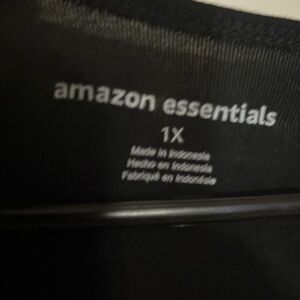 amazon essentials
1X
Made in Indonesia
Hecho en Indonesia
Fabriqué en Indonésie